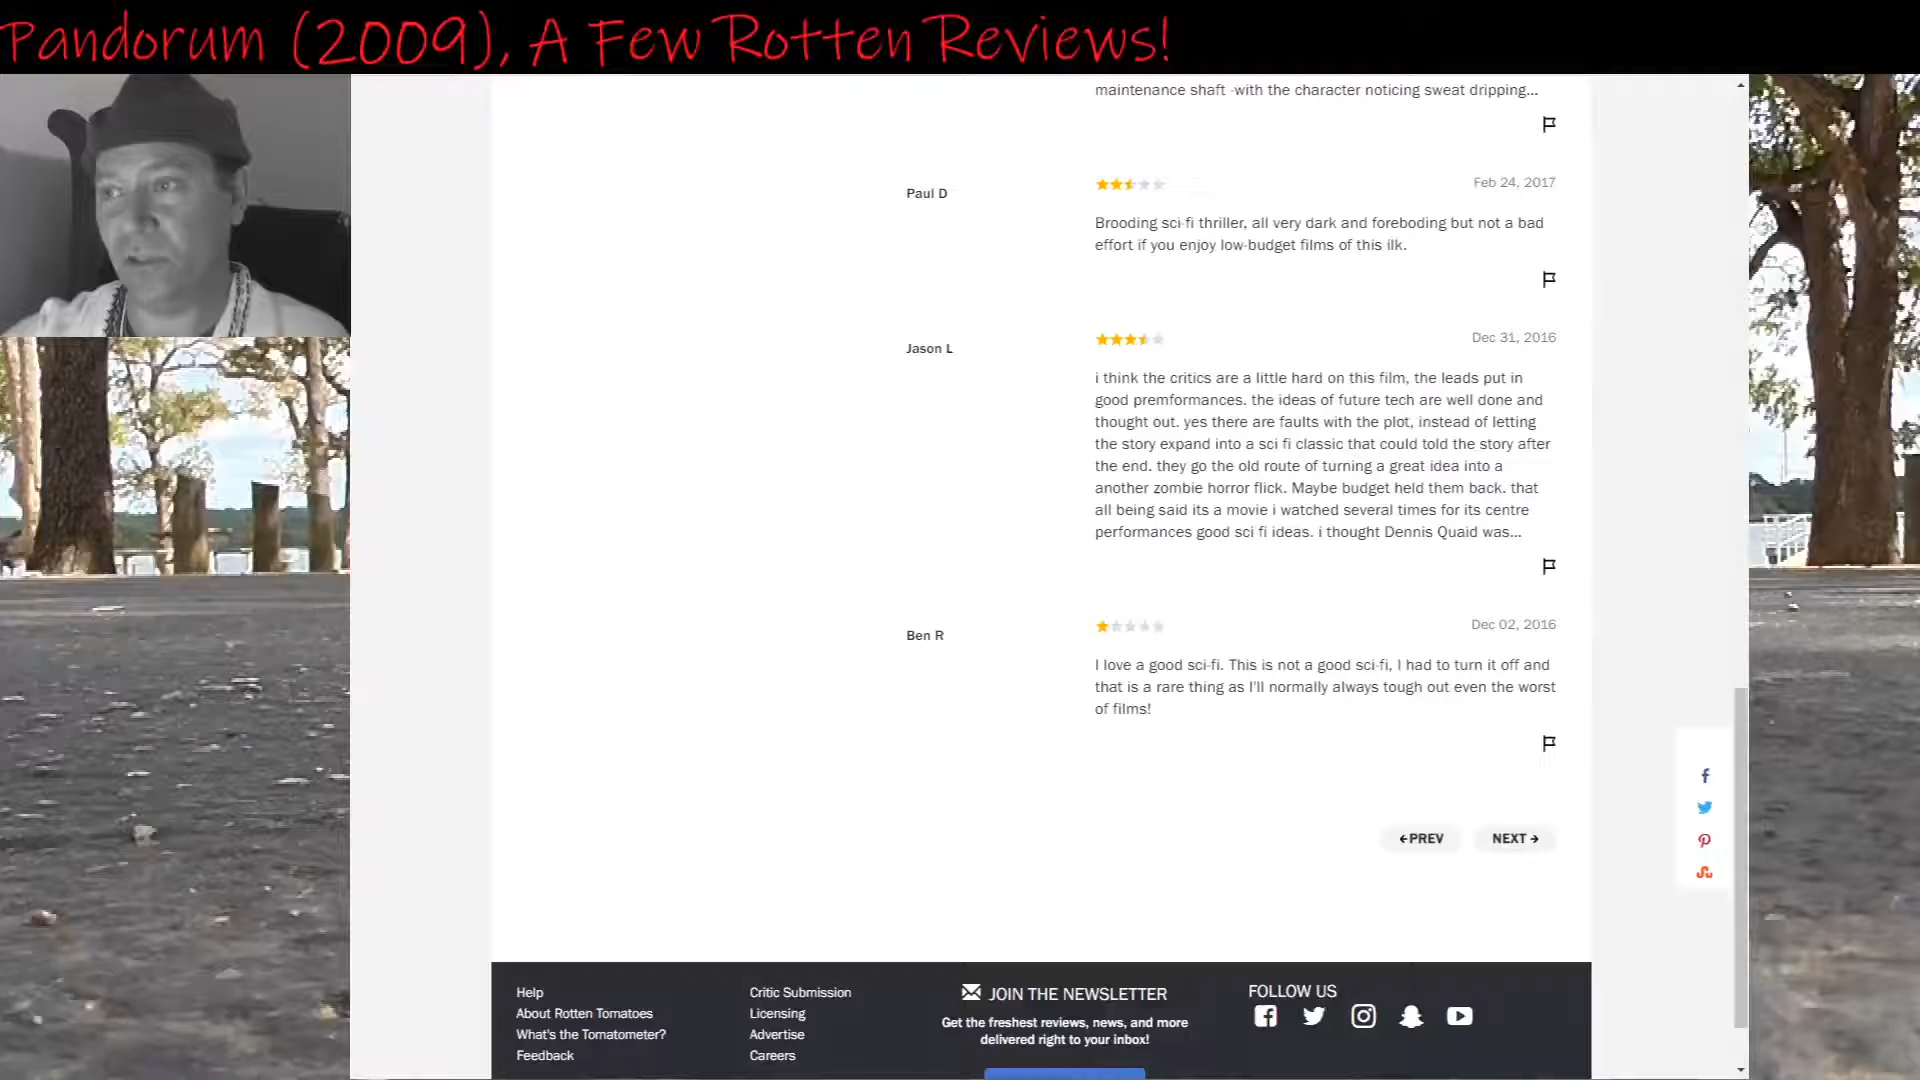 Pandorum (2009), A Few Rotten Reviews!
maintenance shaft -with the character noticing sweat dripping...
Paul D
Feb 24, 2017
Brooding sci-fi thriller, all very dark and foreboding but not a bad
effort if you enjoy low-budget films of this ilk.
Jason L
Dec 31, 2016
i think the critics are a little hard on this film, the leads put in
good premformances. the ideas of future tech are well done and
thought out. yes there are faults with the plot, instead of letting
the story expand into a sci fi classic that could told the story after
the end. they go the old route of turning a great idea into a
another zombie horror flick. Maybe budget held them back. that
all being said its a movie i watched several times for its centre
performances good sci fi ideas. i thought Dennis Quaid was...
Ben R
Dec 02, 2016
I love a good sci-fi. This is not a good sci-fi, I had to turn it off and
that is a rare thing as I'll normally always tough out even the worst
of films!
PREV
NEXT
Help
About Rotten Tomatoes
What's the Tomatometer?
Feedback
Critic Submission
Licensing
Advertise
Careers
JOIN THE NEWSLETTER
Get the freshest reviews, news, and more
delivered right to your inbox!
FOLLOW US